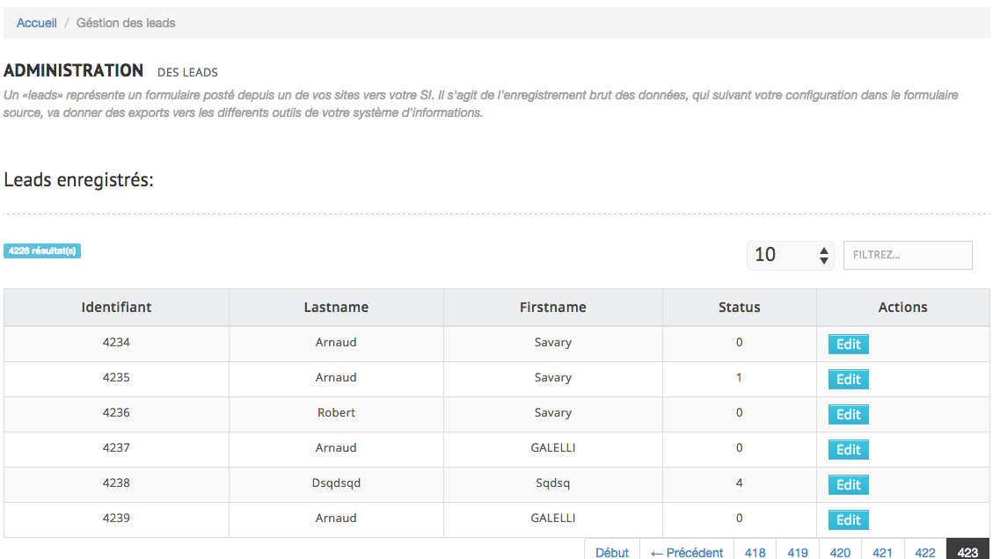 Accueil / Géstion des leads
ADMINISTRATION DES LEADS
Un «leads» représente un formulaire posté depuis un de vos sites vers votre SI. Il s'agit de l'enregistrement brut des données, qui suivant votre configuration dans le formulaire
source, va donner des exports vers les differents outils de votre système d'informations.
Leads enregistrés:
4226 résultat(s) 10 FILTREZ...
Identifiant Lastname Firstname Status Actions
4234 Arnaud Savary 0 Edit
4235 Arnaud Savary 1 Edit
4236 Robert Savary 0 Edit
4237 Arnaud GALELLI 0 Edit
4238 Dsqdsqd Sqdsq 4 Edit
4239 Arnaud GALELLI 0 Edit
Début ← Précédent 418 419 420 421 422 423